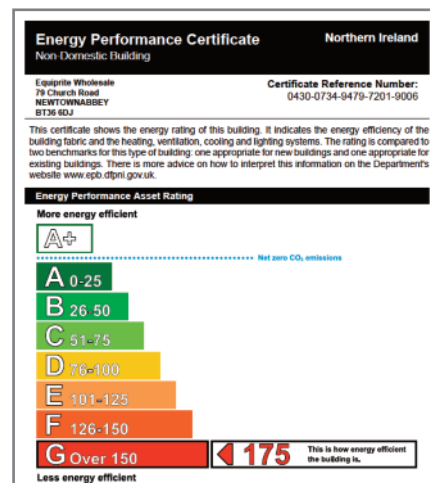 Energy Performance Certificate
Northern Ireland
Non-Domestic Building
Equiprite Wholesale
79 Church Road
NEWTOWNABBEY
BT36 6DJ
Certificate Reference Number:
0430-0734-9479-7201-9006
This certificate shows the energy rating of this building. It indicates the energy efficiency of the
building fabric and the heating, ventilation, cooling and lighting systems. The rating is compared to
two benchmarks for this type of building: one appropriate for new buildings and one appropriate for
existing buildings. There is more advice on how to interpret this information on the Department's
website www.epb.dfpni.gov.uk.
Energy Performance Asset Rating
More energy efficient
A+
Net zero CO₂ emissions
A 0-25
B 26-50
C 51-75
D 76-100
E 101-125
F 126-150
G Over 150
175
This is how energy efficient
the building is.
Less energy efficient